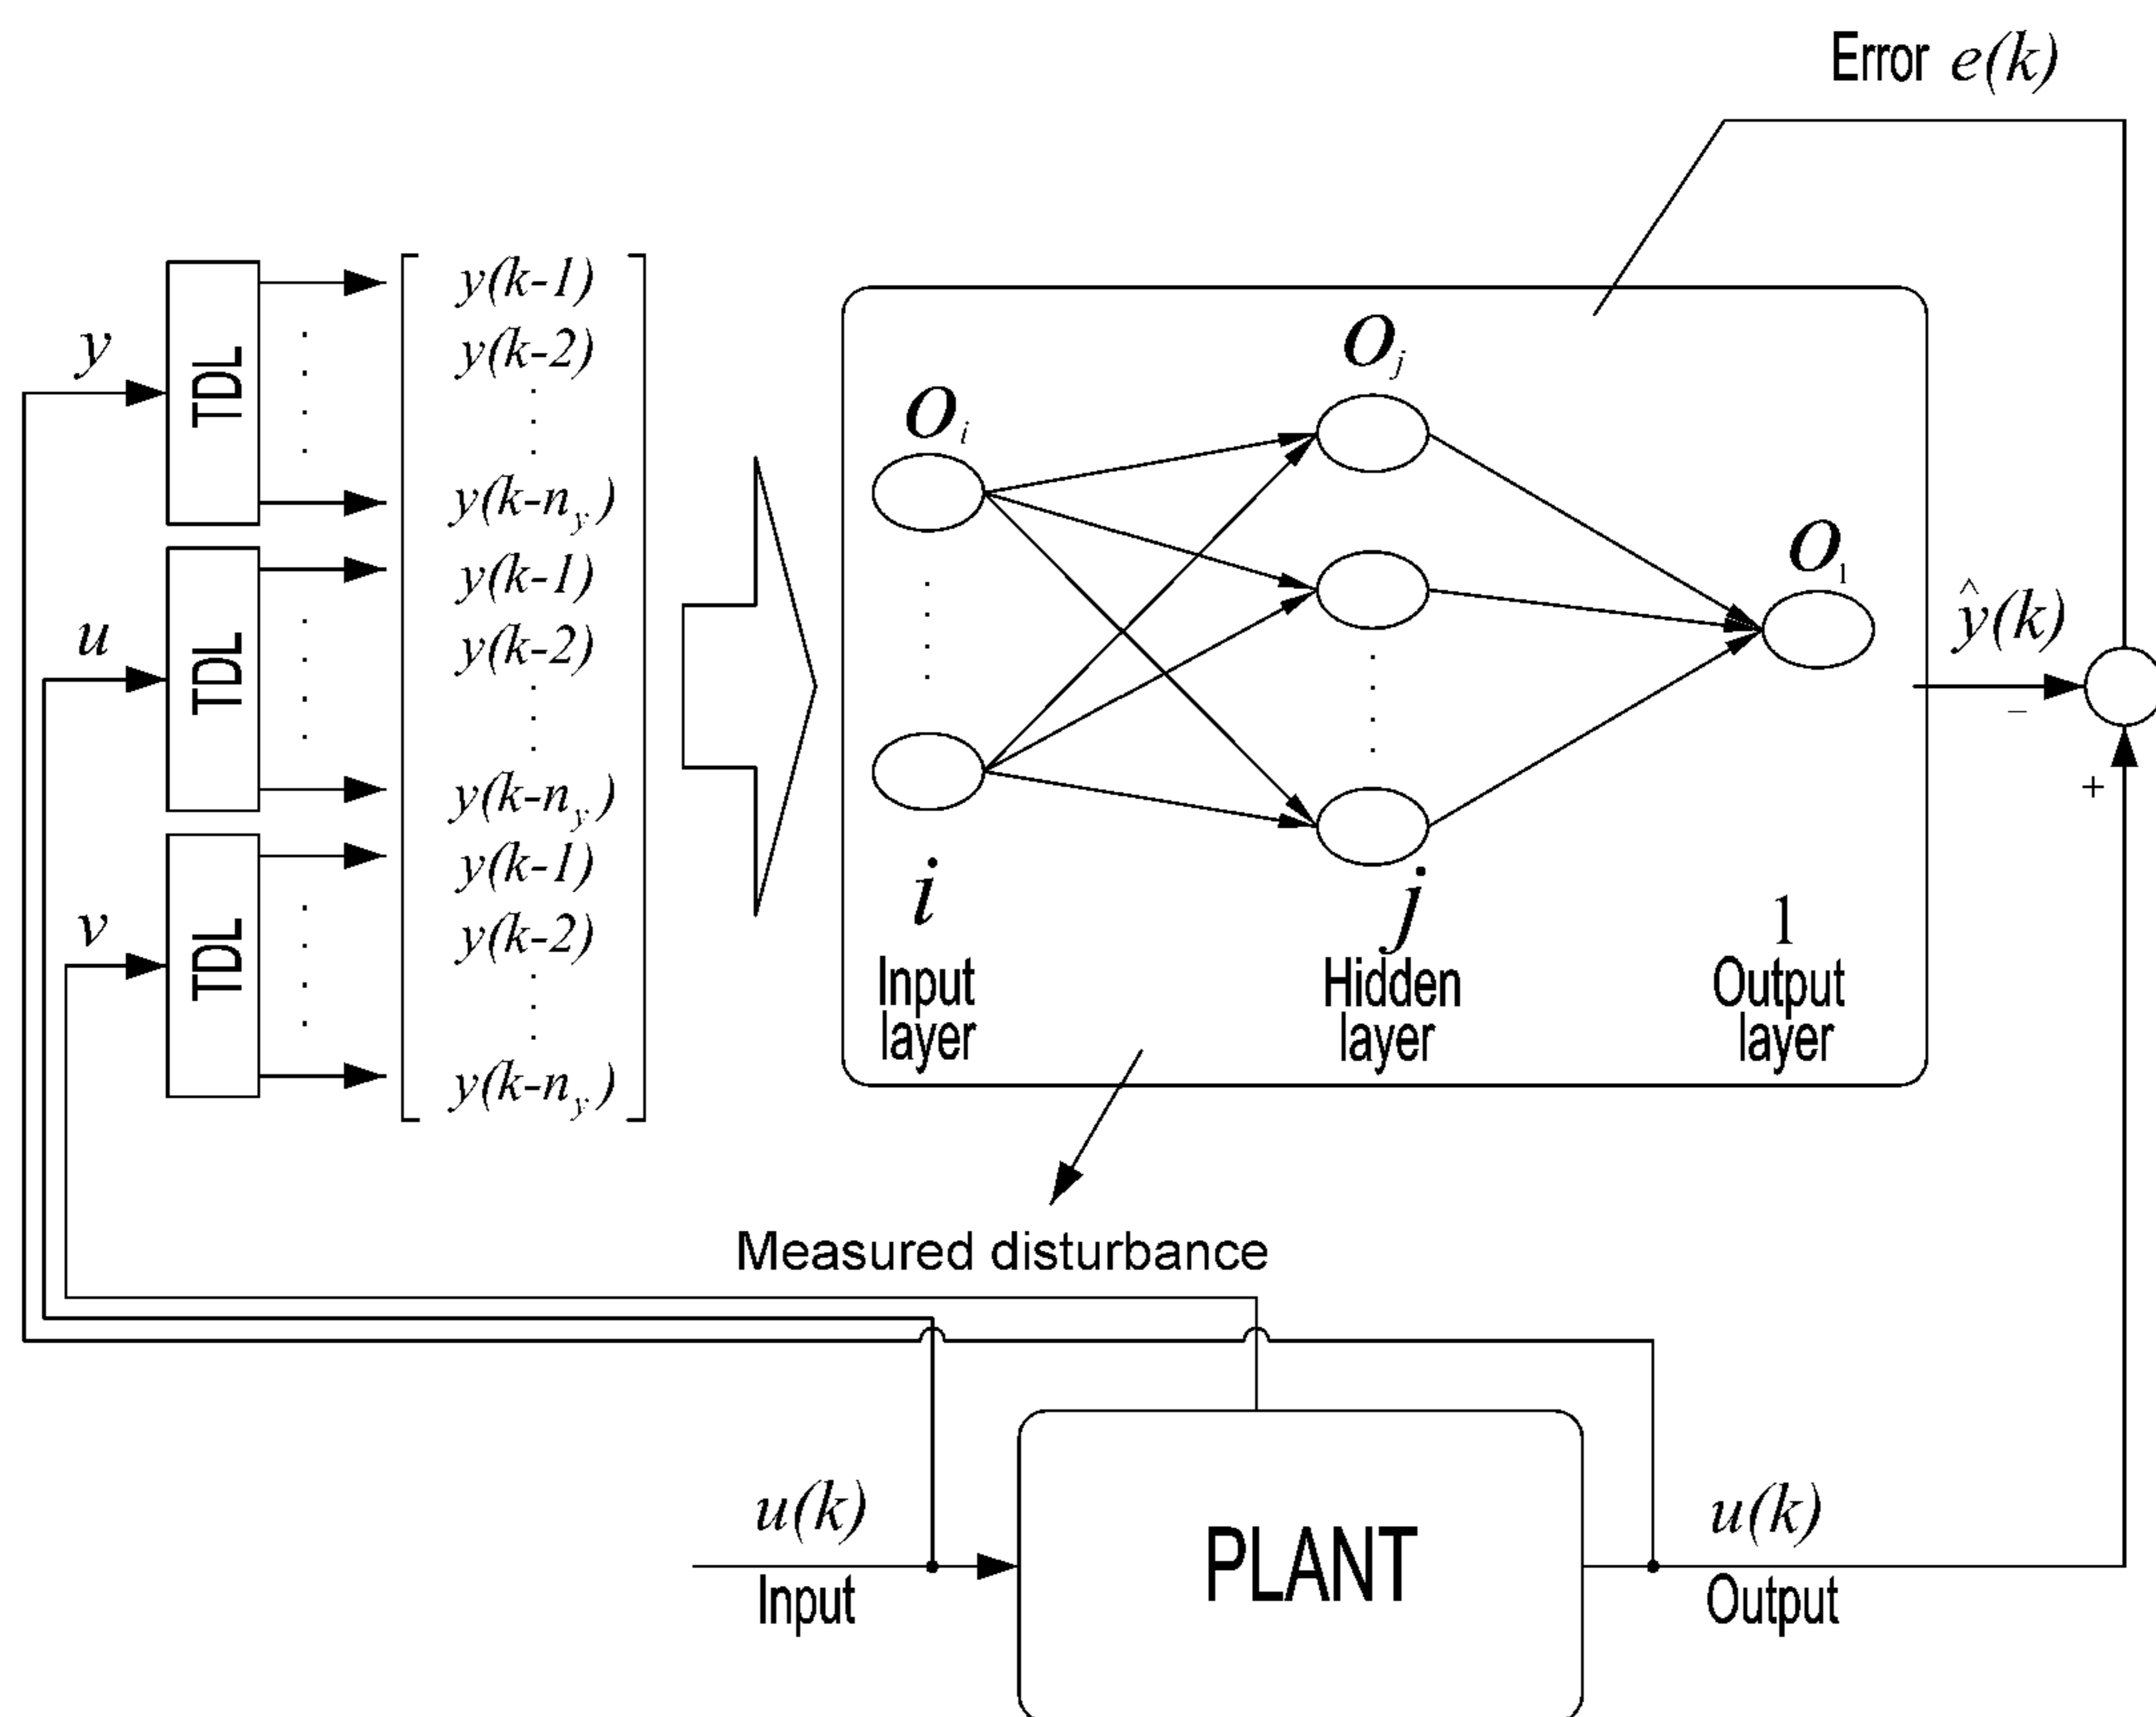 Error e(k)
y
TDL
y(k-1)
y(k-2)
y(k-n_y)
u
TDL
y(k-1)
y(k-2)
y(k-n_y)
v
TDL
y(k-1)
y(k-2)
y(k-n_y)
O_i
O_j
O_1
i
j
1
Input
layer
Hidden
layer
Output
layer
ŷ(k)
−
+
Measured disturbance
u(k)
Input
PLANT
u(k)
Output